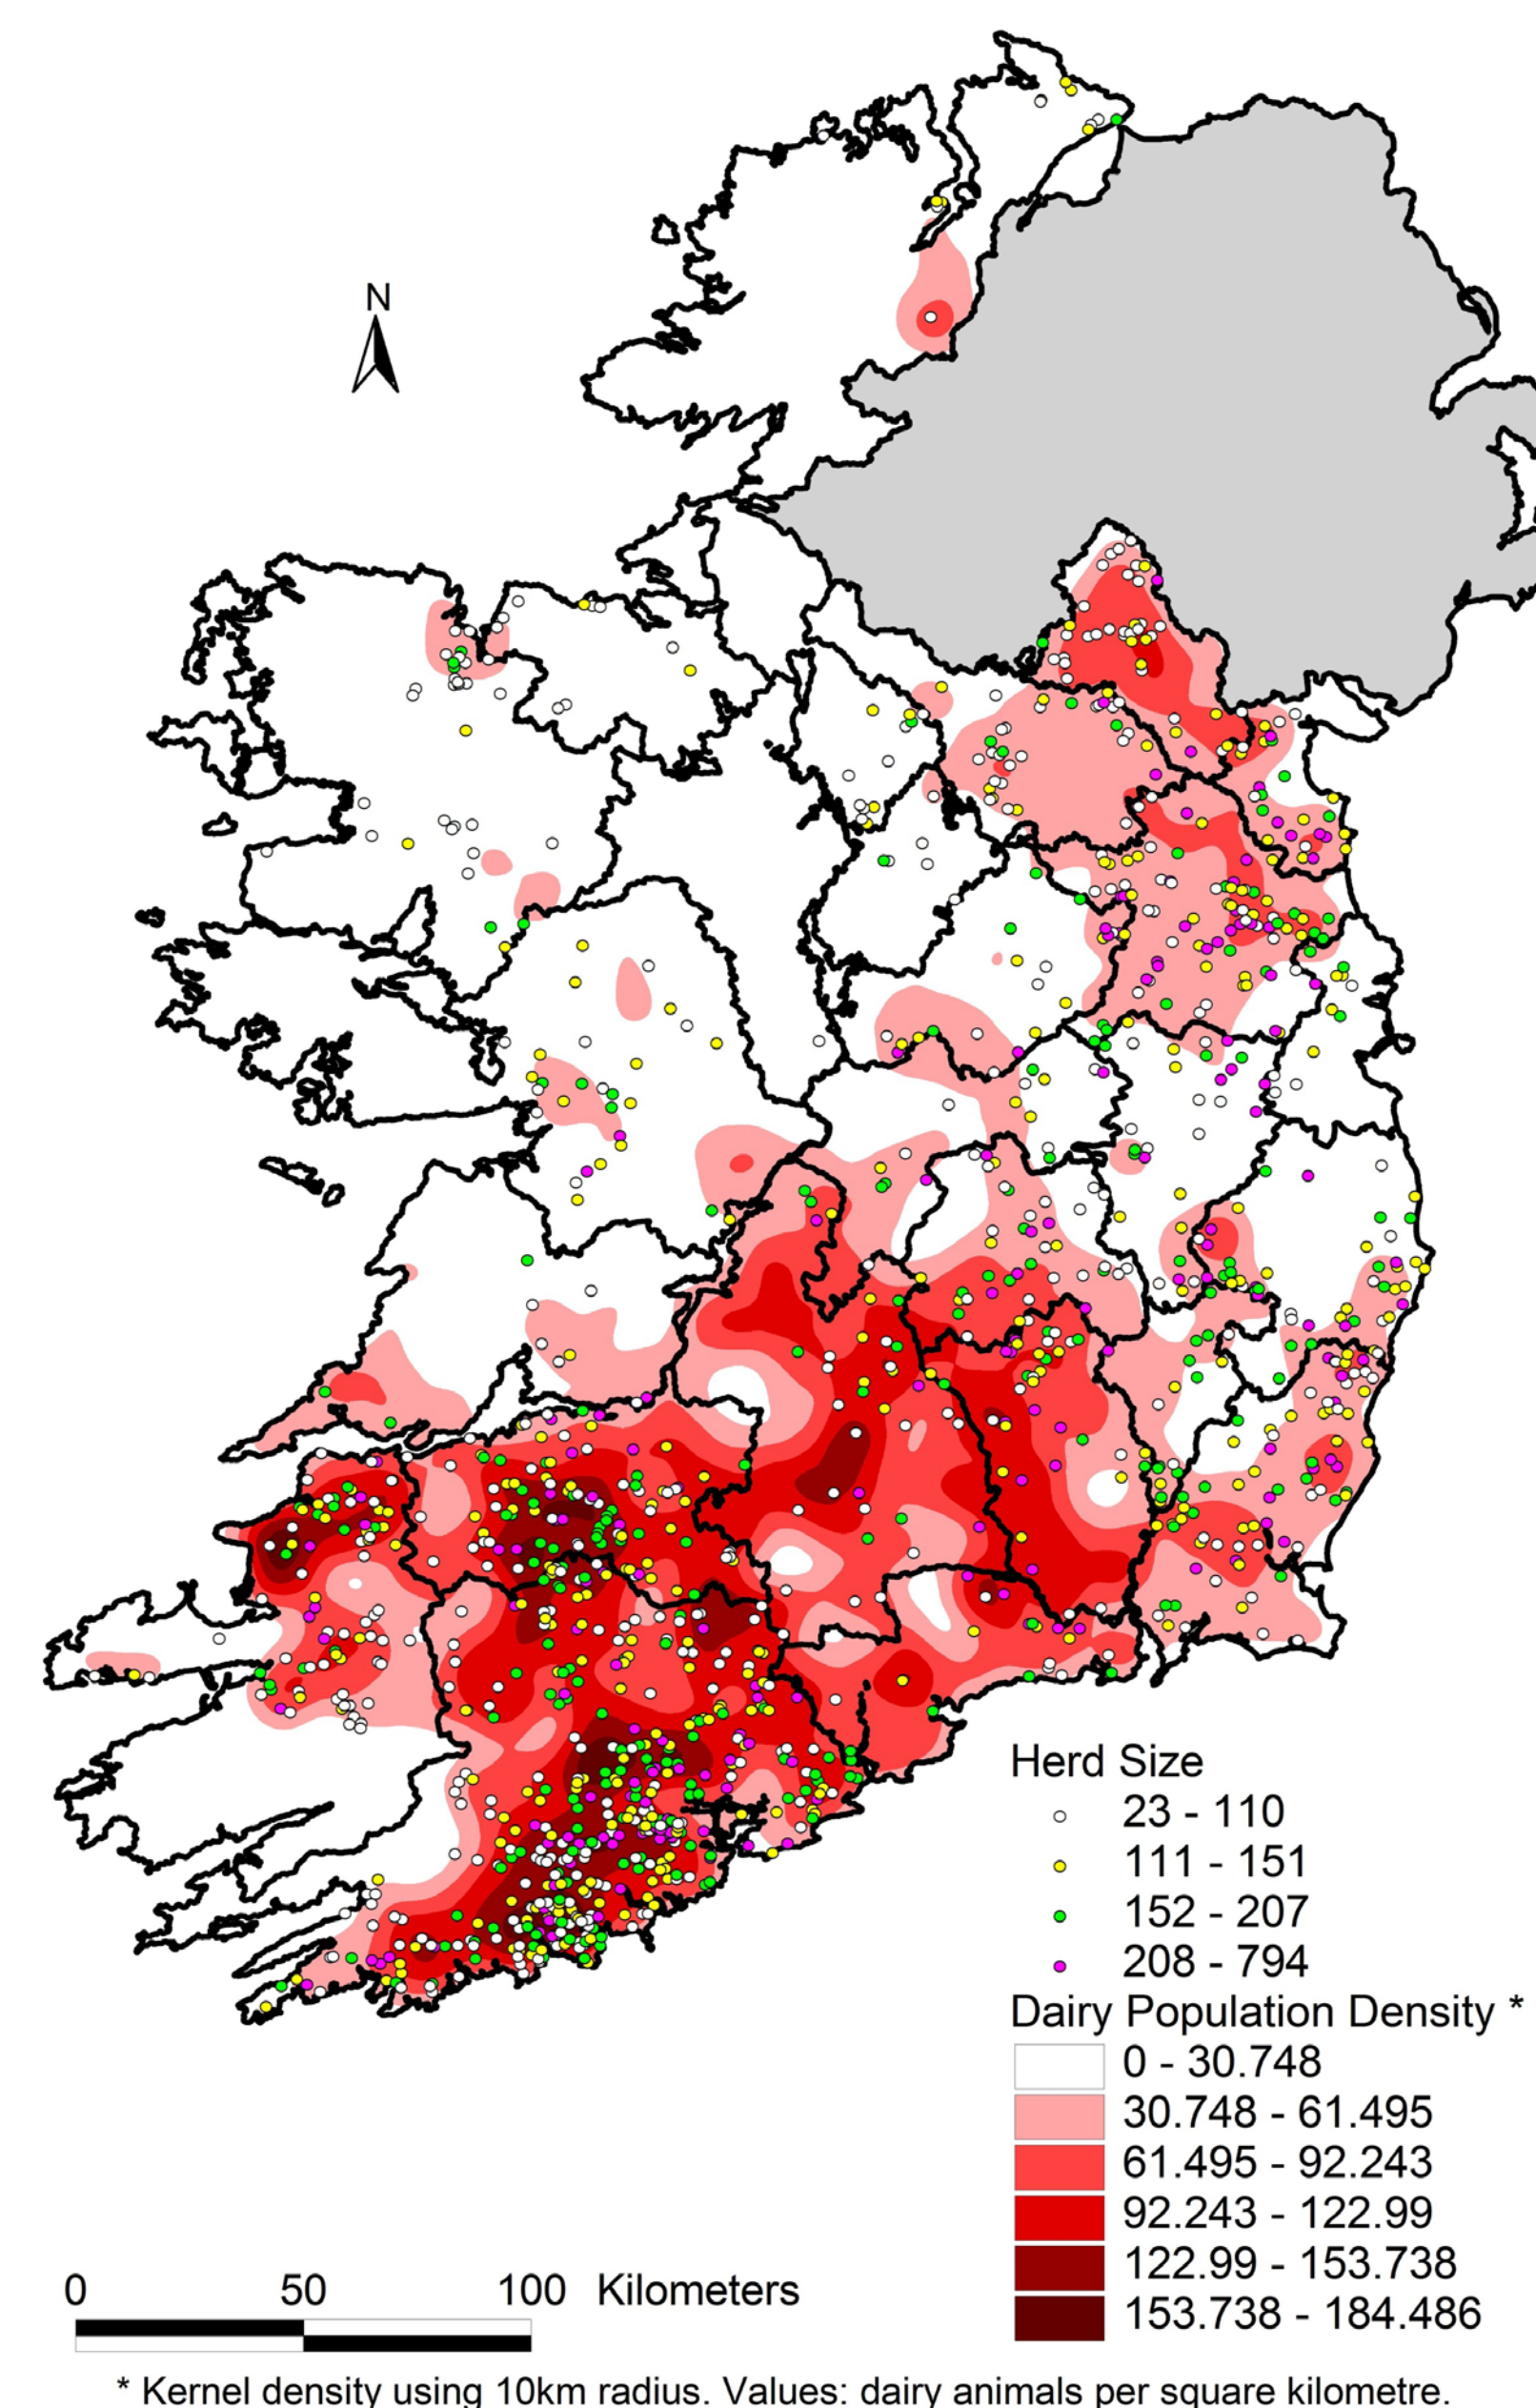 N
Herd Size
23 - 110
111 - 151
152 - 207
208 - 794
Dairy Population Density *
0 - 30.748
30.748 - 61.495
61.495 - 92.243
92.243 - 122.99
122.99 - 153.738
153.738 - 184.486
0 50 100 Kilometers
* Kernel density using 10km radius. Values: dairy animals per square kilometre.